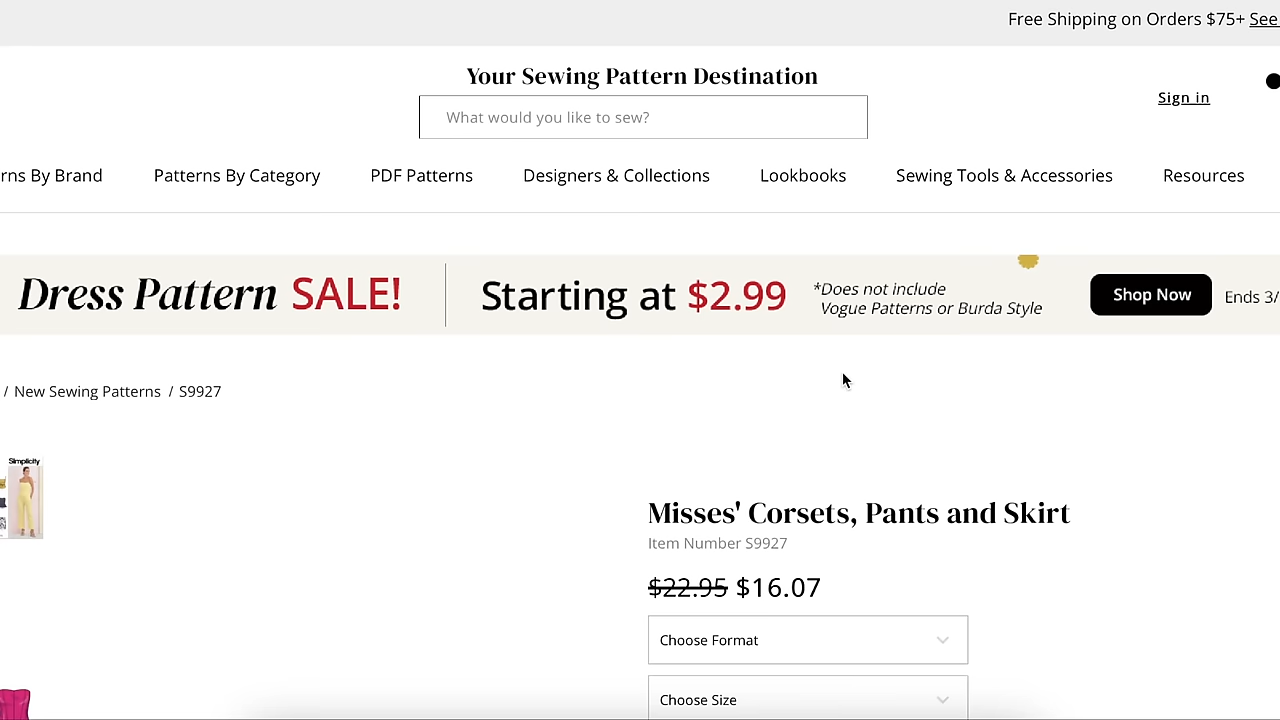 Free Shipping on Orders $75+ See
Your Sewing Pattern Destination
What would you like to sew?
Sign in
rns By Brand Patterns By Category PDF Patterns Designers & Collections Lookbooks Sewing Tools & Accessories Resources
Dress Pattern SALE! Starting at $2.99 *Does not include
Vogue Patterns or Burda Style
Shop Now Ends 3/
/ New Sewing Patterns / S9927
Simplicity
Misses' Corsets, Pants and Skirt
Item Number S9927
$22.95 $16.07
Choose Format
Choose Size